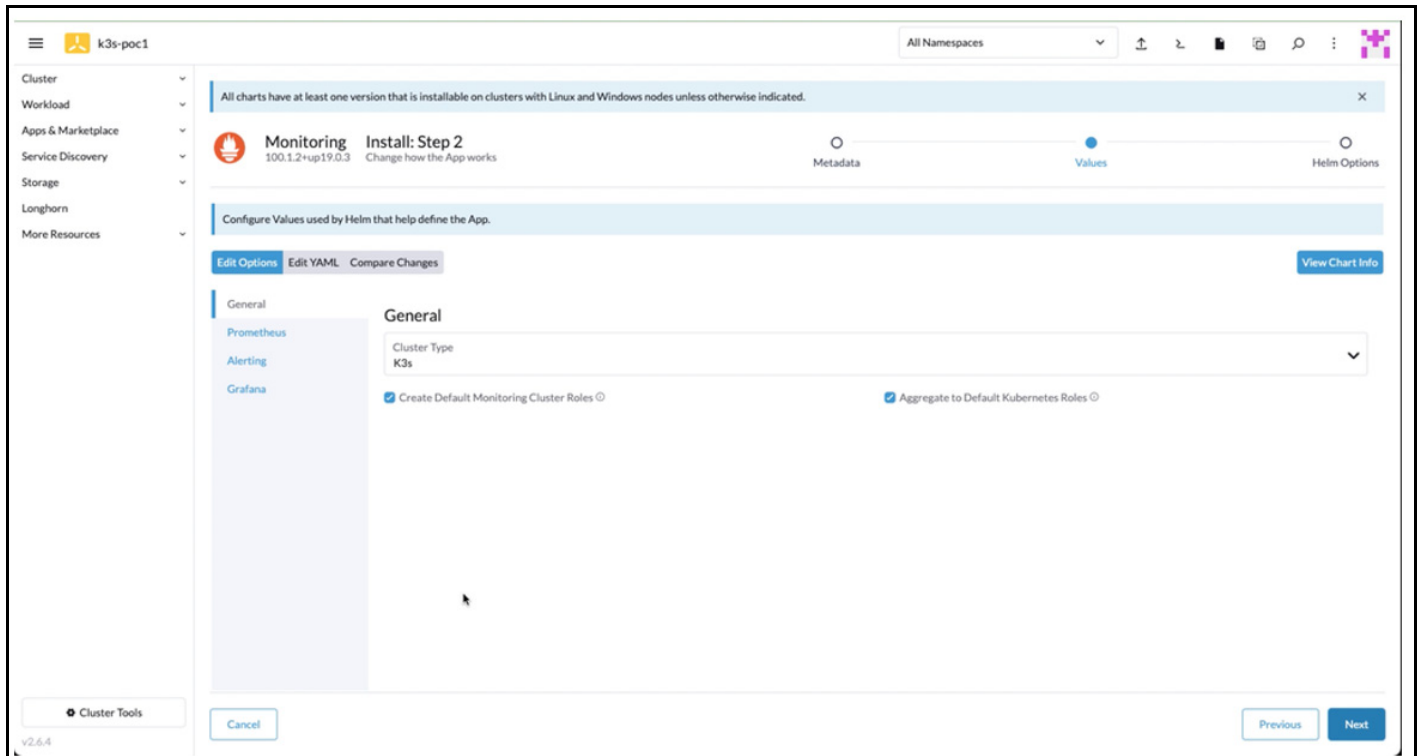 k3s-poc1
All Namespaces
Cluster
Workload
Apps & Marketplace
Service Discovery
Storage
Longhorn
More Resources
All charts have at least one version that is installable on clusters with Linux and Windows nodes unless otherwise indicated.
Monitoring
100.1.2+up19.0.3
Install: Step 2
Change how the App works
Metadata
Values
Helm Options
Configure Values used by Helm that help define the App.
Edit Options Edit YAML Compare Changes
View Chart Info
General
Prometheus
Alerting
Grafana
General
Cluster Type
K3s
Create Default Monitoring Cluster Roles
Aggregate to Default Kubernetes Roles
Cluster Tools
v2.6.4
Cancel
Previous
Next